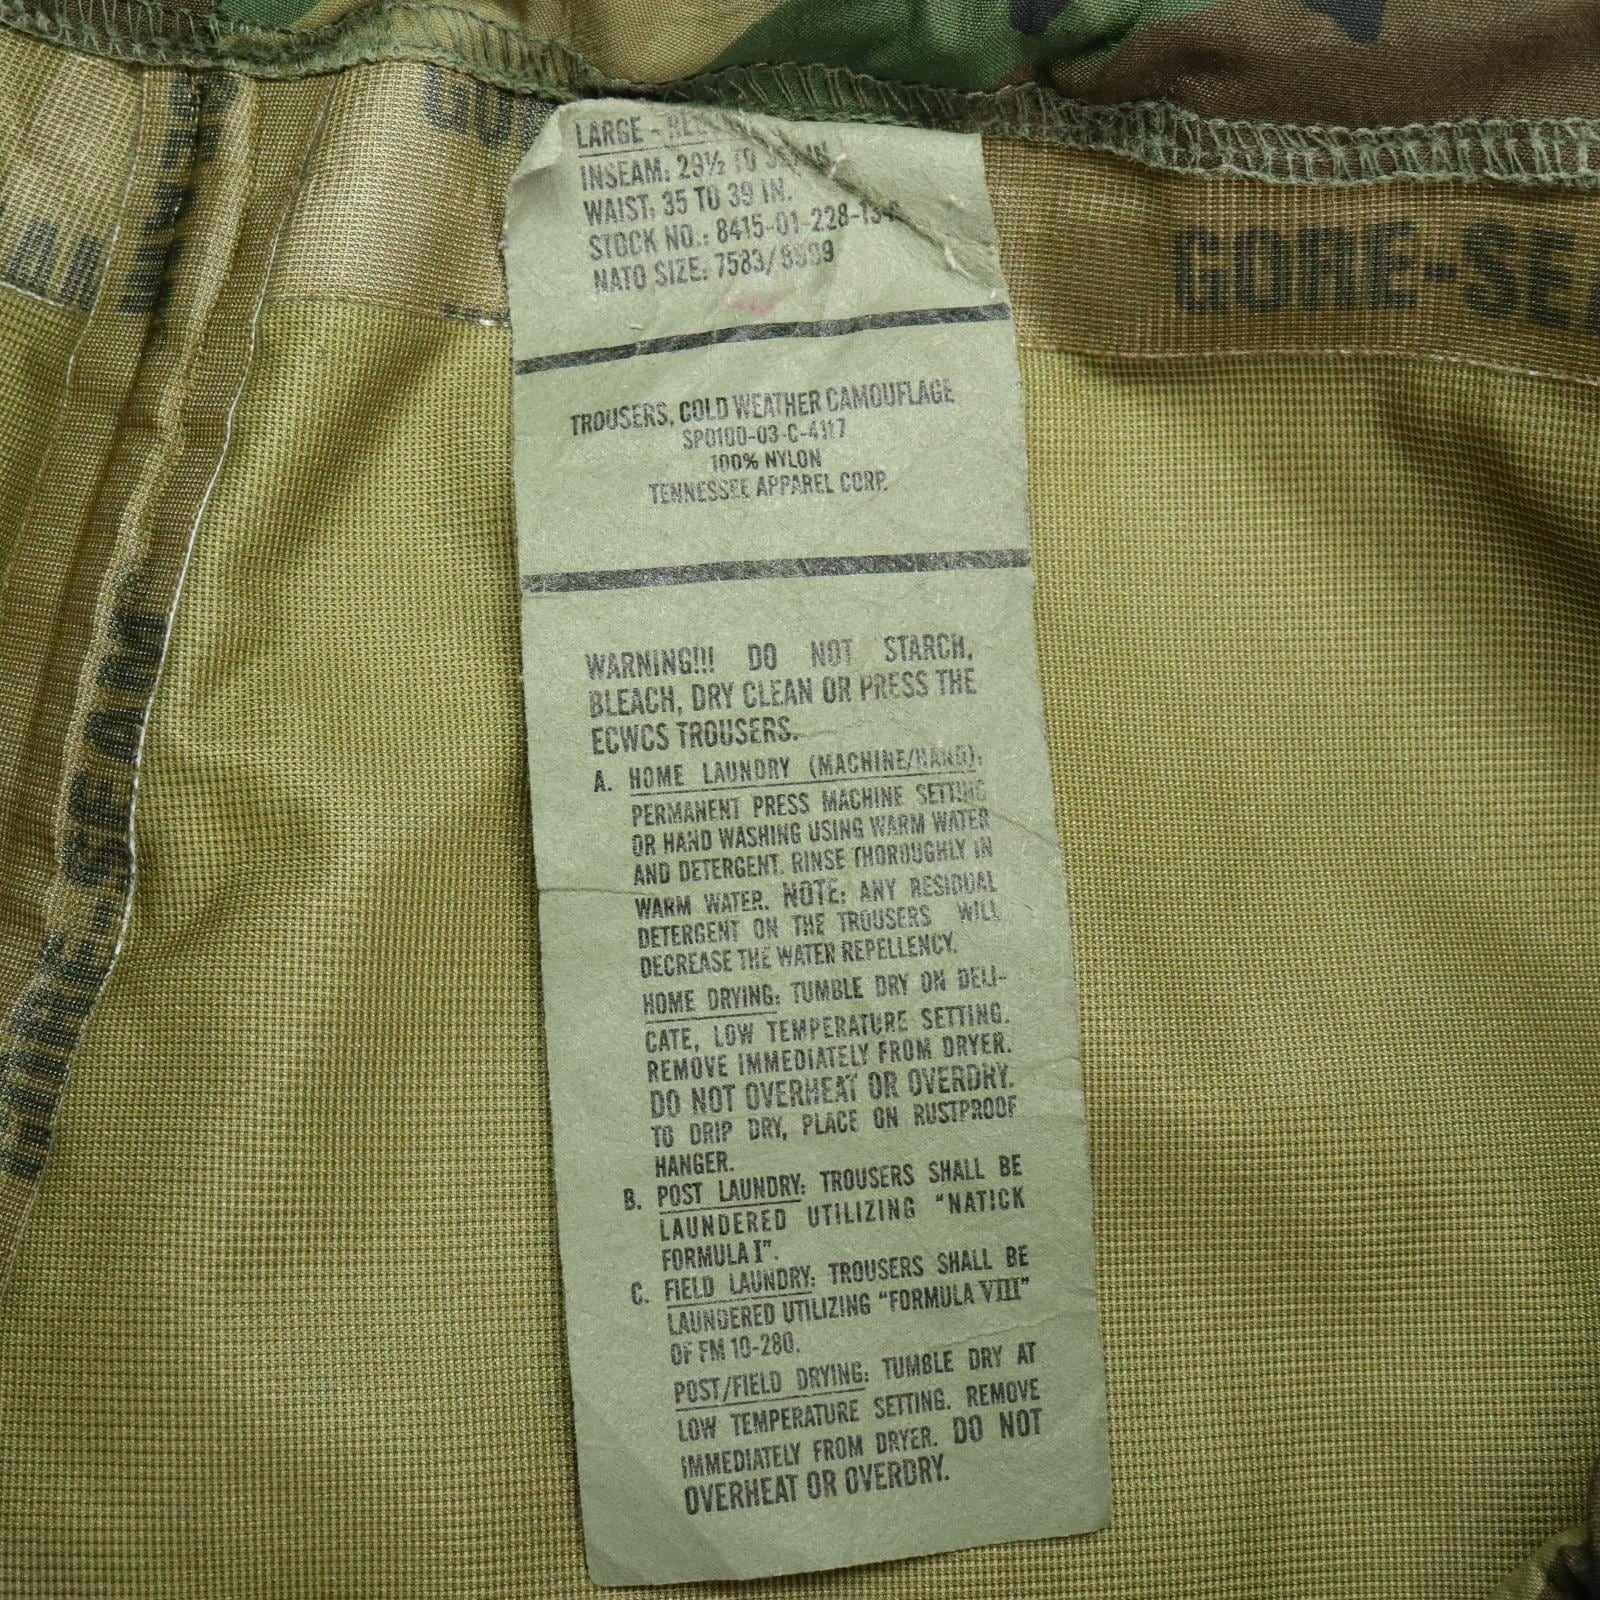 LARGE -
INSEAM: 29½ TO IN.
WAIST: 35 TO 39 IN.
STOCK NO.: 8415-01-228-
NATO SIZE: 7583/
TROUSERS, COLD WEATHER CAMOUFLAGE
SP0100-03-C-4117
100% NYLON
TENNESSEE APPAREL CORP.
WARNING!!! DO NOT STARCH,
BLEACH, DRY CLEAN OR PRESS THE
ECWCS TROUSERS.
A. HOME LAUNDRY (MACHINE/HAND):
PERMANENT PRESS MACHINE SETTING
OR HAND WASHING USING WARM WATER
AND DETERGENT. RINSE THOROUGHLY IN
WARM WATER. NOTE: ANY RESIDUAL
DETERGENT ON THE TROUSERS WILL
DECREASE THE WATER REPELLENCY.
HOME DRYING: TUMBLE DRY ON DELI-
CATE, LOW TEMPERATURE SETTING.
REMOVE IMMEDIATELY FROM DRYER.
DO NOT OVERHEAT OR OVERDRY.
TO DRIP DRY, PLACE ON RUSTPROOF
HANGER.
B. POST LAUNDRY: TROUSERS SHALL BE
LAUNDERED UTILIZING "NATICK
FORMULA I".
C. FIELD LAUNDRY: TROUSERS SHALL BE
LAUNDERED UTILIZING "FORMULA VIII"
OF FM 10-280.
POST/FIELD DRYING: TUMBLE DRY AT
LOW TEMPERATURE SETTING. REMOVE
IMMEDIATELY FROM DRYER. DO NOT
OVERHEAT OR OVERDRY.
GORE-SEA
GORE-SEAM